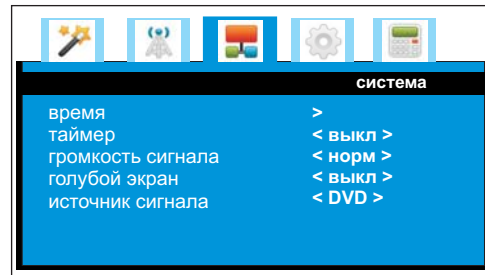 система
время >
таймер < выкл >
громкость сигнала < норм >
голубой экран < выкл >
источник сигнала < DVD >